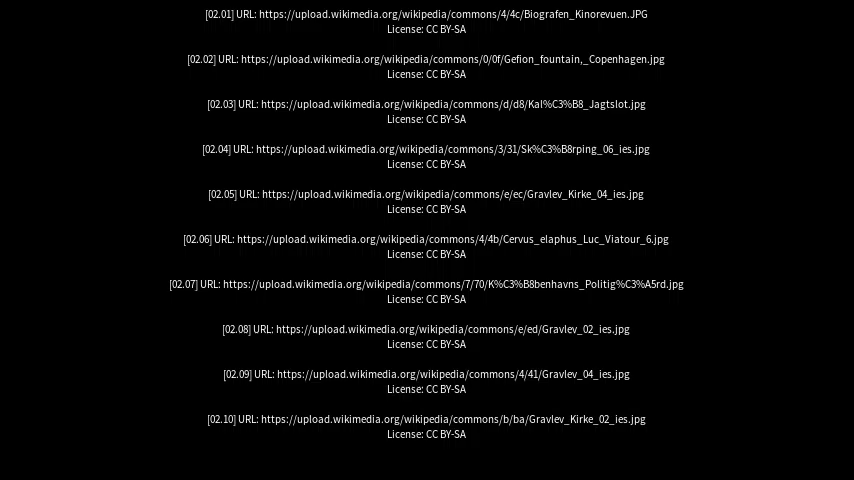 [02.01] URL: https://upload.wikimedia.org/wikipedia/commons/4/4c/Biografen_Kinorevuen.JPG
License: CC BY-SA
[02.02] URL: https://upload.wikimedia.org/wikipedia/commons/0/0f/Gefion_fountain,_Copenhagen.jpg
License: CC BY-SA
[02.03] URL: https://upload.wikimedia.org/wikipedia/commons/d/d8/Kal%C3%B8_Jagtslot.jpg
License: CC BY-SA
[02.04] URL: https://upload.wikimedia.org/wikipedia/commons/3/31/Sk%C3%B8rping_06_ies.jpg
License: CC BY-SA
[02.05] URL: https://upload.wikimedia.org/wikipedia/commons/e/ec/Gravlev_Kirke_04_ies.jpg
License: CC BY-SA
[02.06] URL: https://upload.wikimedia.org/wikipedia/commons/4/4b/Cervus_elaphus_Luc_Viatour_6.jpg
License: CC BY-SA
[02.07] URL: https://upload.wikimedia.org/wikipedia/commons/7/70/K%C3%B8benhavns_Politig%C3%A5rd.jpg
License: CC BY-SA
[02.08] URL: https://upload.wikimedia.org/wikipedia/commons/e/ed/Gravlev_02_ies.jpg
License: CC BY-SA
[02.09] URL: https://upload.wikimedia.org/wikipedia/commons/4/41/Gravlev_04_ies.jpg
License: CC BY-SA
[02.10] URL: https://upload.wikimedia.org/wikipedia/commons/b/ba/Gravlev_Kirke_02_ies.jpg
License: CC BY-SA